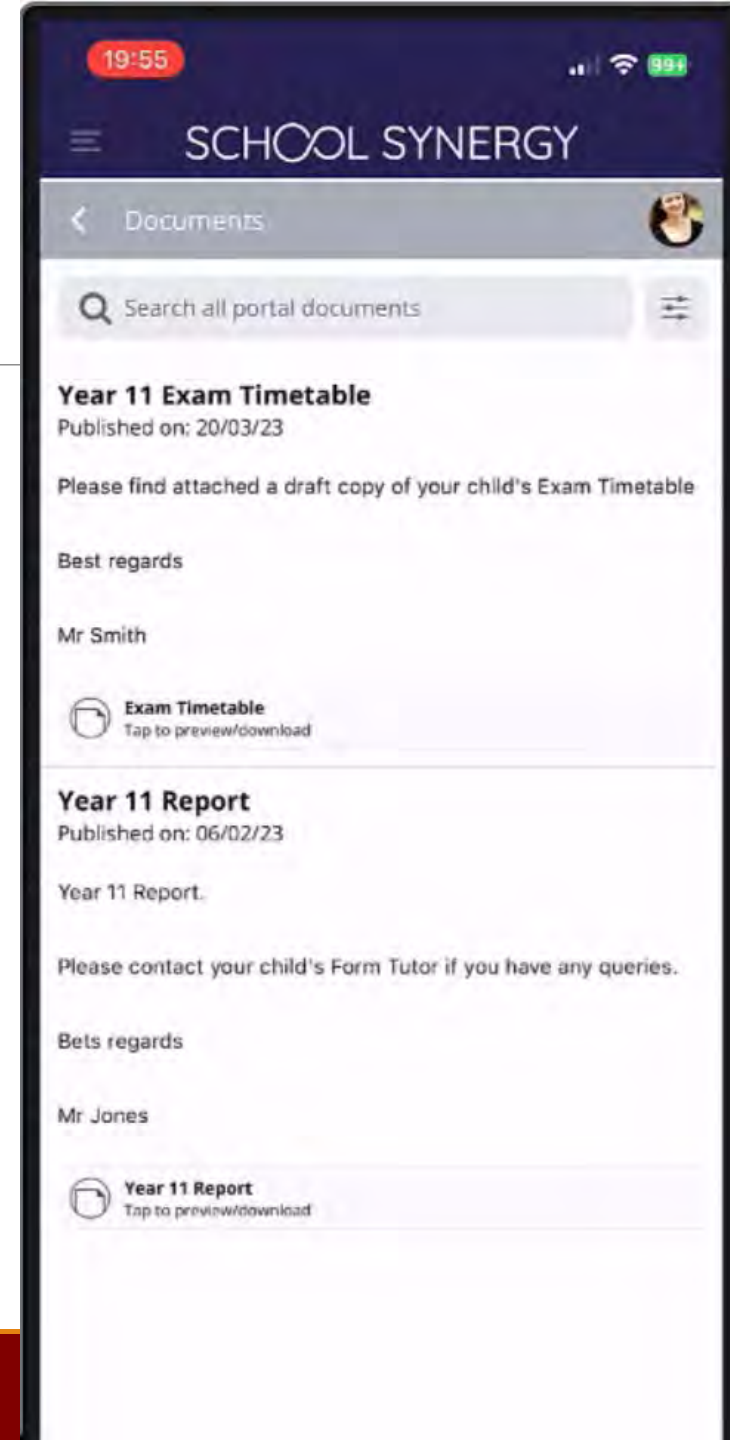 19:55
99+
SCHOOL SYNERGY
Documents
Search all portal documents
Year 11 Exam Timetable
Published on: 20/03/23
Please find attached a draft copy of your child's Exam Timetable
Best regards
Mr Smith
Exam Timetable
Tap to preview/download
Year 11 Report
Published on: 06/02/23
Year 11 Report.
Please contact your child's Form Tutor if you have any queries.
Bets regards
Mr Jones
Year 11 Report
Tap to preview/download